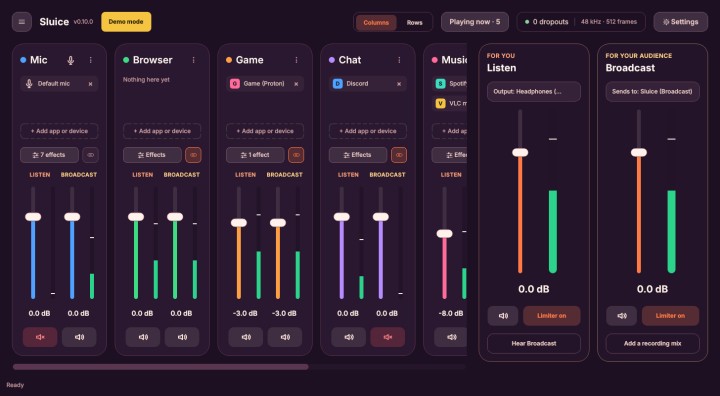 Sluice v0.10.0 Demo mode Columns Rows Playing now · 5 0 dropouts 48 kHz · 512 frames Settings
Mic
Default mic ×
+ Add app or device
7 effects
LISTEN BROADCAST
0.0 dB 0.0 dB
Browser
Nothing here yet
+ Add app or device
Effects
LISTEN BROADCAST
0.0 dB 0.0 dB
Game
G Game (Proton) ×
+ Add app or device
1 effect
LISTEN BROADCAST
-3.0 dB -3.0 dB
Chat
D Discord ×
+ Add app or device
Effects
LISTEN BROADCAST
0.0 dB 0.0 dB
Music
S Spotif
V VLC m
+ Add
Effe
LISTEN
-8.0 dB
FOR YOU
Listen
Output: Headphones (...
0.0 dB
Limiter on
Hear Broadcast
FOR YOUR AUDIENCE
Broadcast
Sends to: Sluice (Broadcast)
0.0 dB
Limiter on
Add a recording mix
Ready